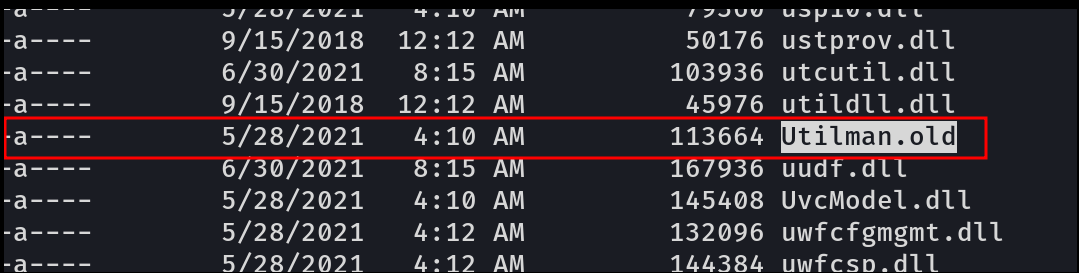 -a---- 5/28/2021 4:10 AM 79360 usp10.dll
-a---- 9/15/2018 12:12 AM 50176 ustprov.dll
-a---- 6/30/2021 8:15 AM 103936 utcutil.dll
-a---- 9/15/2018 12:12 AM 45976 utildll.dll
-a---- 5/28/2021 4:10 AM 113664 Utilman.old
-a---- 6/30/2021 8:15 AM 167936 uudf.dll
-a---- 5/28/2021 4:10 AM 145408 UvcModel.dll
-a---- 5/28/2021 4:12 AM 132096 uwfcfgmgmt.dll
-a---- 5/28/2021 4:12 AM 144384 uwfcsp.dll